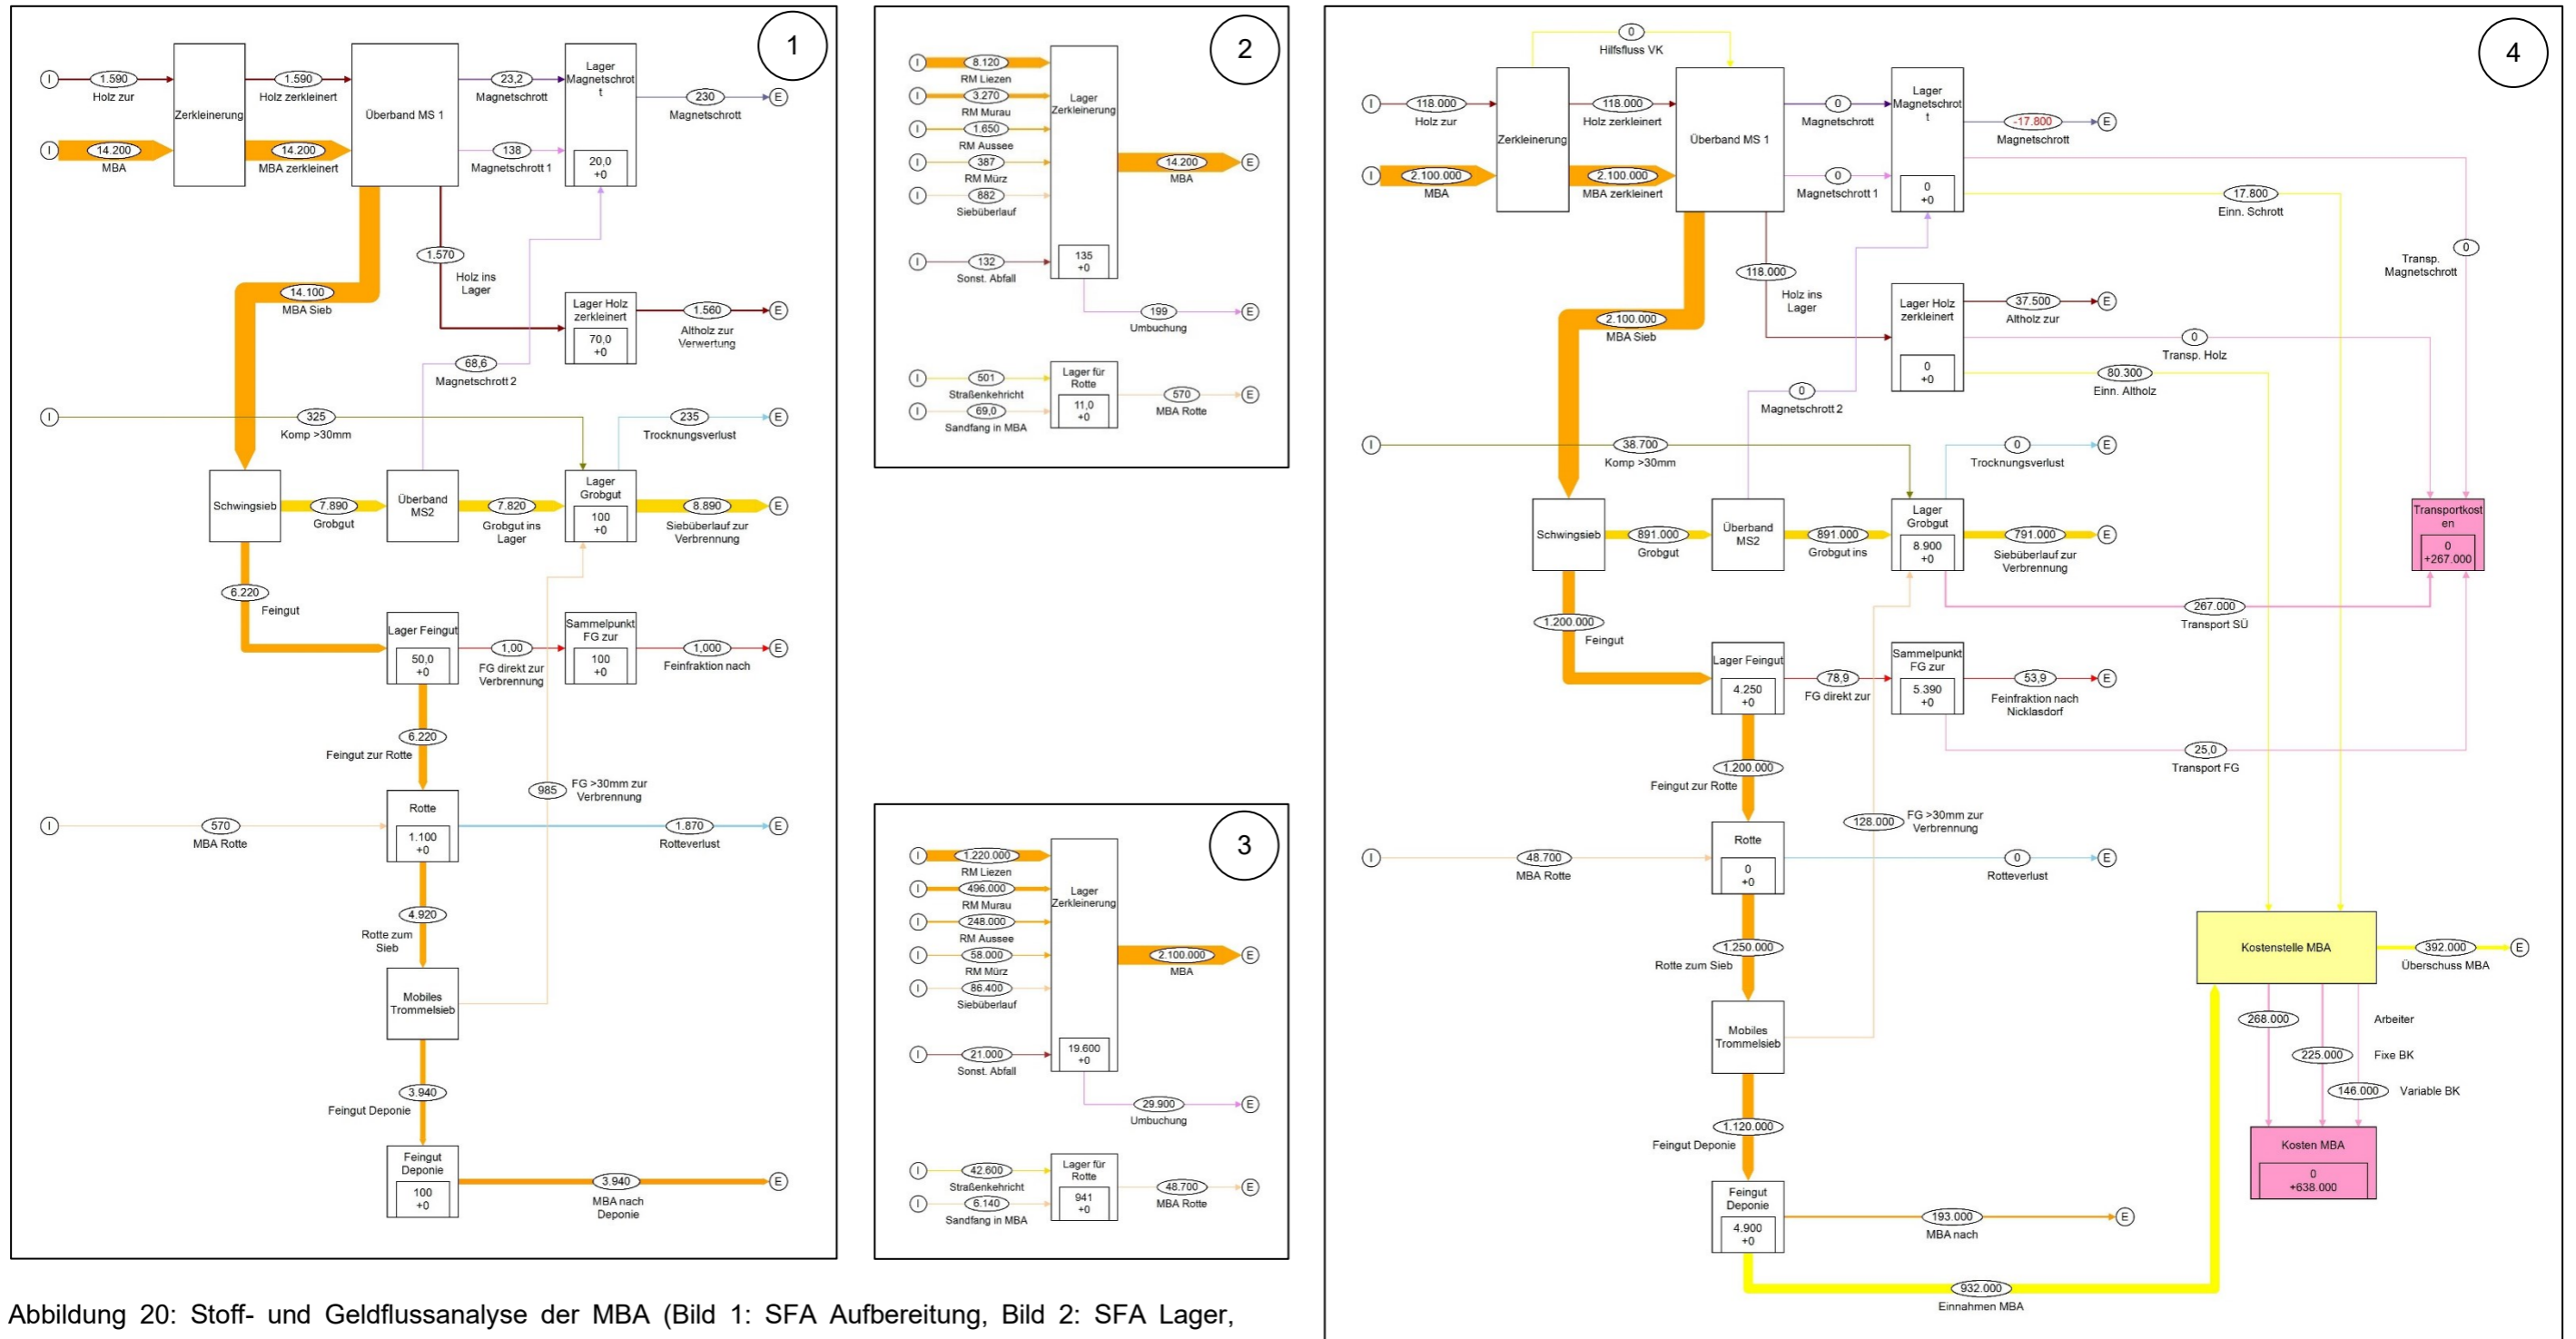 1
I
1.590
Holz zur
Zerkleinerung
1.590
Holz zerkleinert
Überband MS 1
23,2
Magnetschrott
Lager
Magnetschrot
t
20,0
+0
230
Magnetschrott
E
I
14.200
MBA
14.200
MBA zerkleinert
138
Magnetschrott 1
1.570
Holz ins
Lager
14.100
MBA Sieb
Lager Holz
zerkleinert
70,0
+0
1.560
Altholz zur
Verwertung
E
68,6
Magnetschrott 2
I
325
Komp >30mm
235
Trocknungsverlust
E
Schwingsieb
7.890
Grobgut
Überband
MS2
7.820
Grobgut ins
Lager
Lager
Grobgut
100
+0
8.890
Siebüberlauf zur
Verbrennung
E
6.220
Feingut
Lager Feingut
50,0
+0
1,00
FG direkt zur
Verbrennung
Sammelpunkt
FG zur
100
+0
1,000
Feinfraktion nach
E
6.220
Feingut zur Rotte
985
FG >30mm zur
Verbrennung
I
570
MBA Rotte
Rotte
1.100
+0
1.870
Rotteverlust
E
4.920
Rotte zum
Sieb
Mobiles
Trommelsieb
3.940
Feingut Deponie
Feingut
Deponie
100
+0
3.940
MBA nach
Deponie
E
2
I
8.120
RM Liezen
I
3.270
RM Murau
I
1.650
RM Aussee
I
387
RM Mürz
I
882
Siebüberlauf
I
132
Sonst. Abfall
Lager
Zerkleinerung
135
+0
14.200
MBA
E
199
Umbuchung
E
I
501
Straßenkehricht
I
69,0
Sandfang in MBA
Lager für
Rotte
11,0
+0
570
MBA Rotte
E
3
I
1.220.000
RM Liezen
I
496.000
RM Murau
I
248.000
RM Aussee
I
58.000
RM Mürz
I
86.400
Siebüberlauf
I
21.000
Sonst. Abfall
Lager
Zerkleinerung
19.600
+0
2.100.000
MBA
E
29.900
Umbuchung
E
I
42.600
Straßenkehricht
I
6.140
Sandfang in MBA
Lager für
Rotte
941
+0
48.700
MBA Rotte
E
4
0
Hilfsfluss VK
I
118.000
Holz zur
Zerkleinerung
118.000
Holz zerkleinert
Überband MS 1
0
Magnetschrott
Lager
Magnetschrot
t
0
+0
-17.800
Magnetschrott
E
I
2.100.000
MBA
2.100.000
MBA zerkleinert
0
Magnetschrott 1
17.800
Einn. Schrott
0
Transp.
Magnetschrott
118.000
Holz ins
Lager
2.100.000
MBA Sieb
Lager Holz
zerkleinert
0
+0
37.500
Altholz zur
E
0
Transp. Holz
80.300
Einn. Altholz
0
Magnetschrott 2
I
38.700
Komp >30mm
0
Trocknungsverlust
E
Schwingsieb
891.000
Grobgut
Überband
MS2
891.000
Grobgut ins
Lager
Grobgut
8.900
+0
791.000
Siebüberlauf zur
Verbrennung
E
Transportkost
en
0
+267.000
267.000
Transport SÜ
1.200.000
Feingut
Lager Feingut
4.250
+0
78,9
FG direkt zur
Sammelpunkt
FG zur
5.390
+0
53,9
Feinfraktion nach
Nicklasdorf
E
25,0
Transport FG
1.200.000
Feingut zur Rotte
128.000
FG >30mm zur
Verbrennung
I
48.700
MBA Rotte
Rotte
0
+0
0
Rotteverlust
E
1.250.000
Rotte zum Sieb
Kostenstelle MBA
392.000
Überschuss MBA
E
Mobiles
Trommelsieb
268.000
Arbeiter
225.000
Fixe BK
146.000
Variable BK
1.120.000
Feingut Deponie
Kosten MBA
0
+638.000
Feingut
Deponie
4.900
+0
193.000
MBA nach
E
932.000
Einnahmen MBA
Abbildung 20: Stoff- und Geldflussanalyse der MBA (Bild 1: SFA Aufbereitung, Bild 2: SFA Lager,